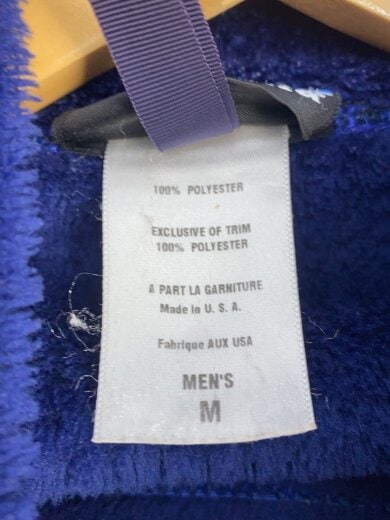 100% POLYESTER
EXCLUSIVE OF TRIM
100% POLYESTER
A PART LA GARNITURE
Made in U. S. A.
Fabrique AUX USA
MEN'S
M